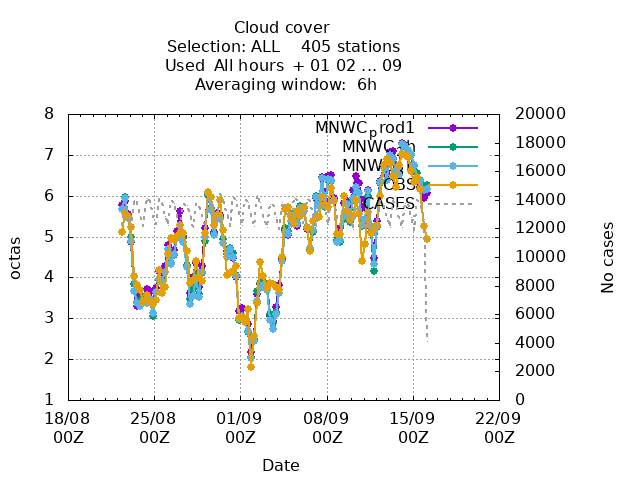 Cloud cover
Selection: ALL    405 stations
Used  All hours  + 01 02 ... 09
Averaging window:  6h
8
7
6
5
4
3
2
1
octas
20000
18000
16000
14000
12000
10000
8000
6000
4000
2000
0
No cases
MNWC_prod1
OBS
CASES
18/08 25/08 01/09 08/09 15/09 22/09
00Z 00Z 00Z 00Z 00Z 00Z
Date